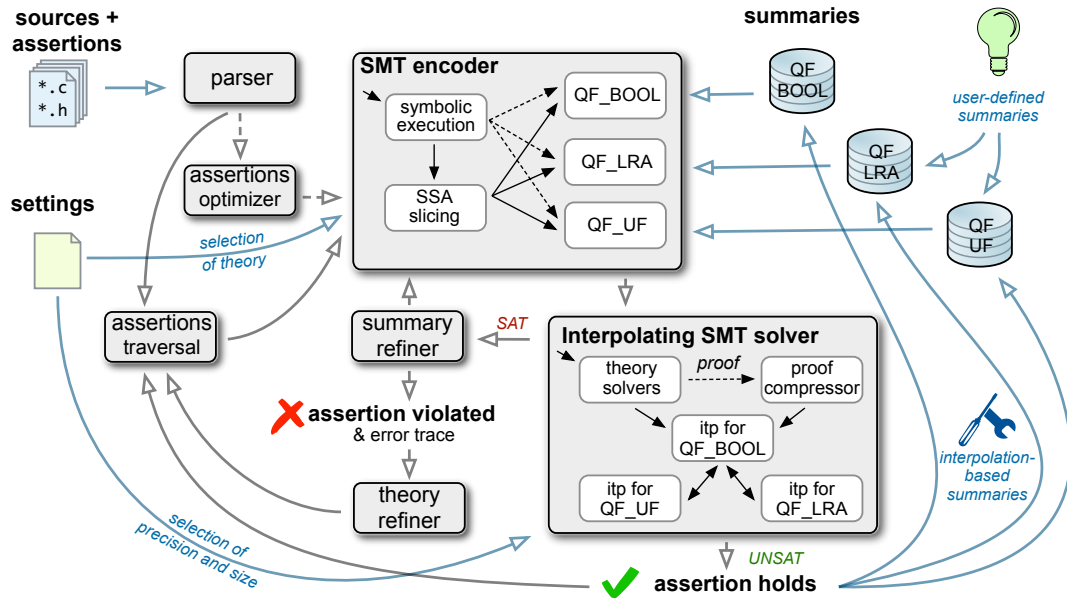 sources +
assertions
*.c
*.h
parser
assertions
optimizer
settings
selection
of theory
assertions
traversal
SMT encoder
symbolic
execution
SSA
slicing
QF_BOOL
QF_LRA
QF_UF
summaries
QF
BOOL
QF
LRA
QF
UF
user-defined
summaries
summary
refiner
SAT
assertion violated
& error trace
theory
refiner
Interpolating SMT solver
theory
solvers
proof
proof
compressor
itp for
QF_BOOL
itp for
QF_UF
itp for
QF_LRA
interpolation-
based
summaries
selection of
precision and size
UNSAT
assertion holds